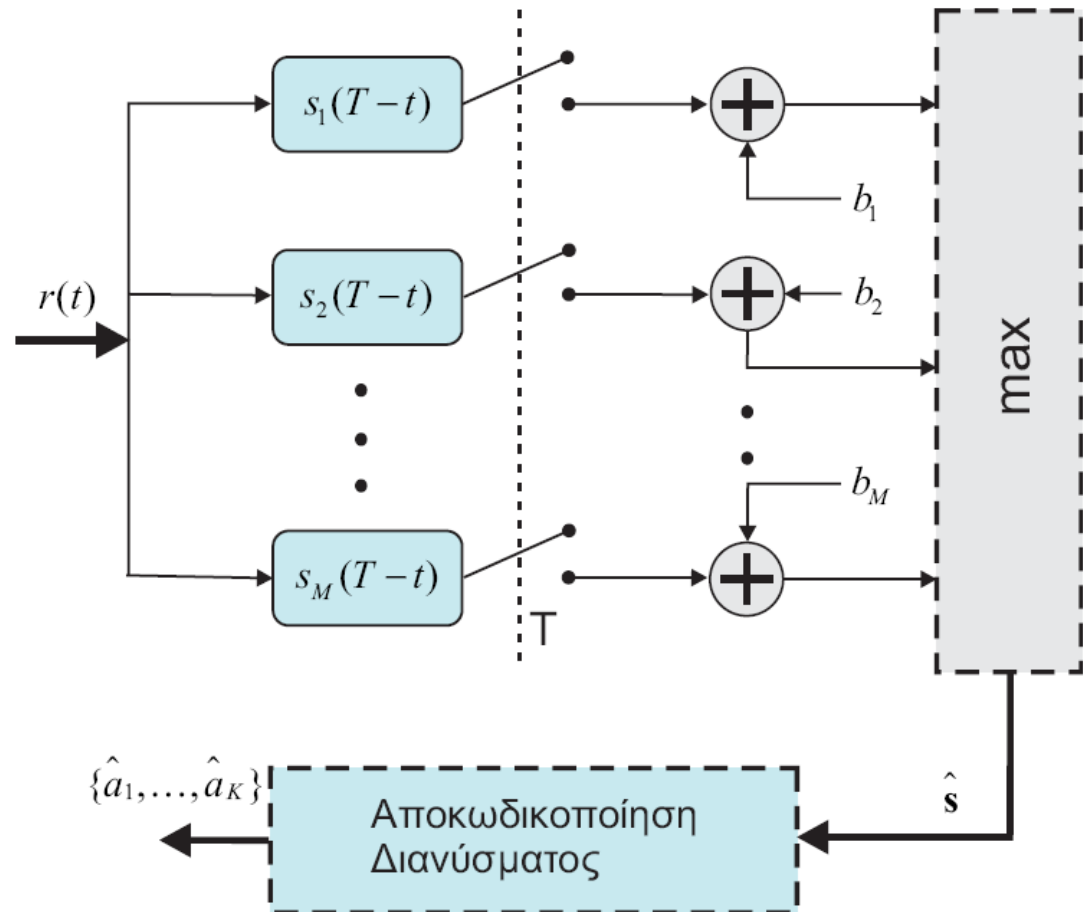 s₁(T−t)
b₁
s₂(T−t)
b₂
r(t)
max
b_M
s_M(T−t)
T
{â₁,…,â_K}
ŝ
Αποκωδικοποίηση
Διανύσματος